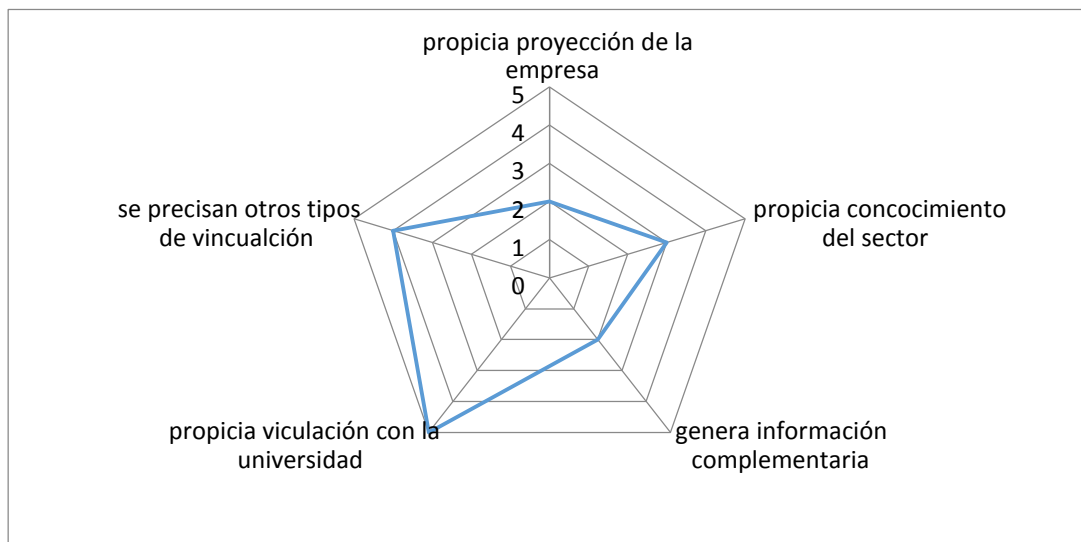 propicia proyección de la
empresa
5
4
3
2
1
0
propicia concocimiento
del sector
genera información
complementaria
propicia viculación con la
universidad
se precisan otros tipos
de vincualción